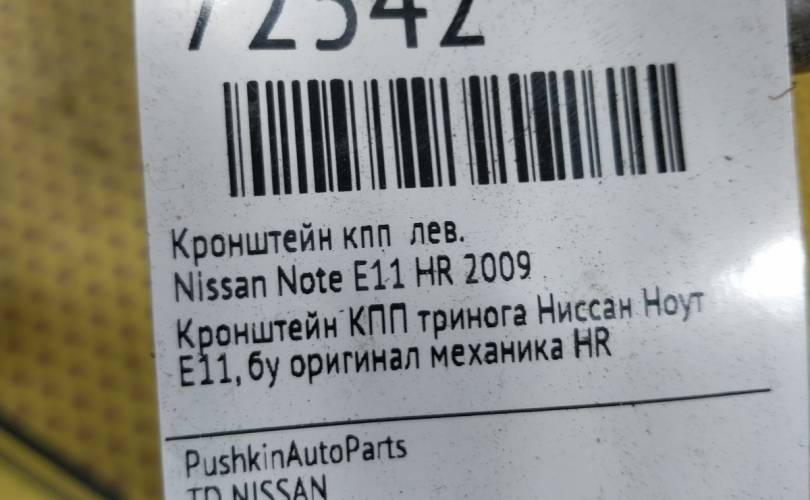 72542
Кронштейн кпп лев.
Nissan Note E11 HR 2009
Кронштейн КПП тринога Ниссан Ноут
Е11, бу оригинал механика HR
PushkinAutoParts
TD NISSAN